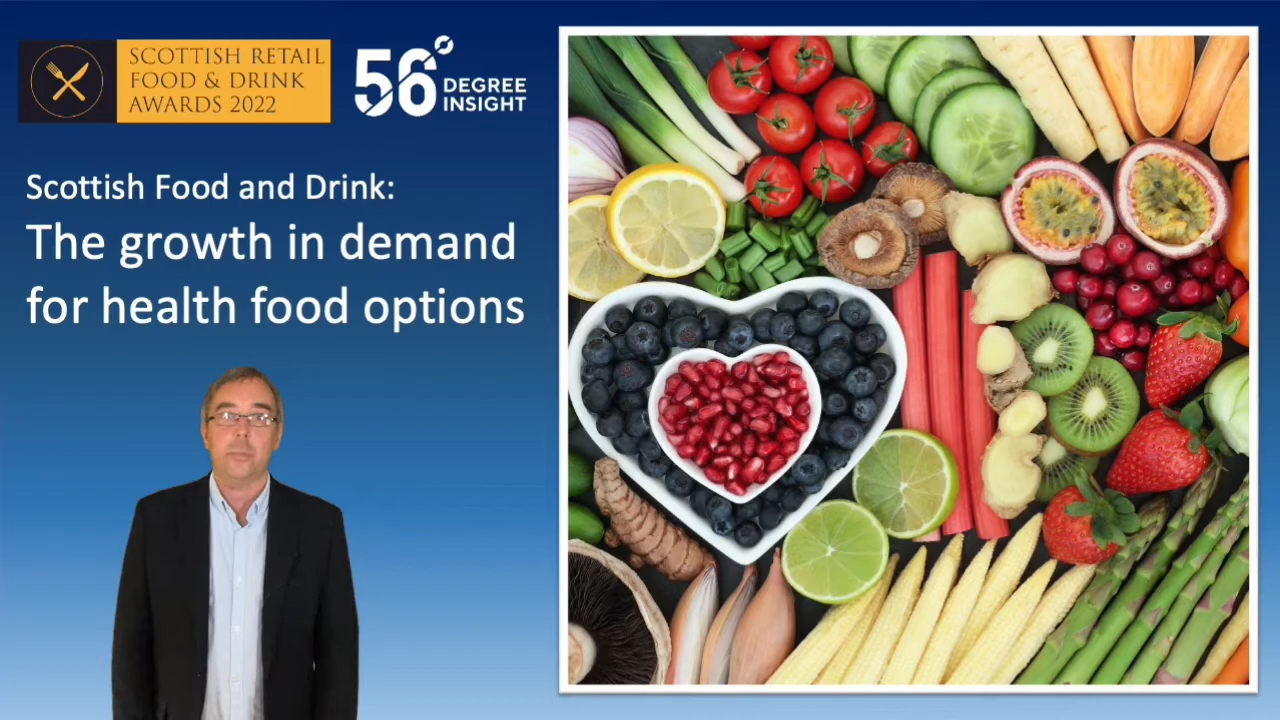 SCOTTISH RETAIL
FOOD & DRINK
AWARDS 2022
56°
DEGREE
INSIGHT
Scottish Food and Drink:
The growth in demand
for health food options